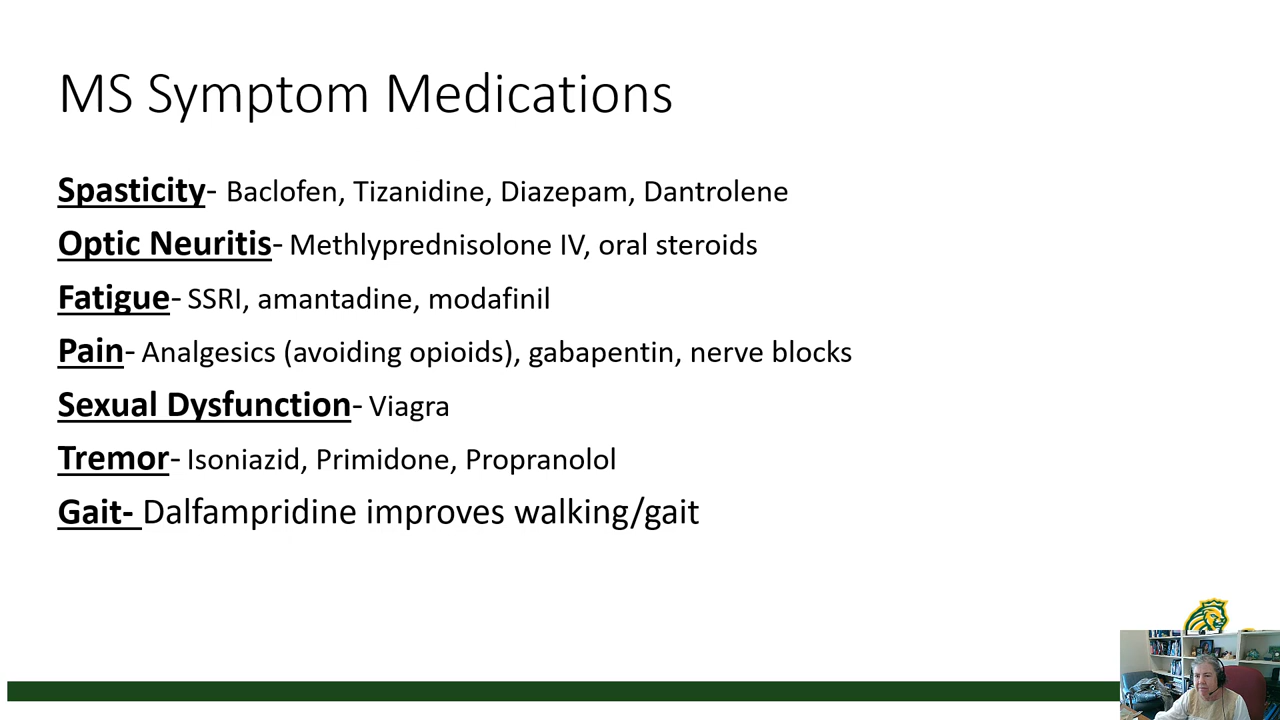 MS Symptom Medications
Spasticity- Baclofen, Tizanidine, Diazepam, Dantrolene
Optic Neuritis- Methlyprednisolone IV, oral steroids
Fatigue- SSRI, amantadine, modafinil
Pain- Analgesics (avoiding opioids), gabapentin, nerve blocks
Sexual Dysfunction- Viagra
Tremor- Isoniazid, Primidone, Propranolol
Gait- Dalfampridine improves walking/gait